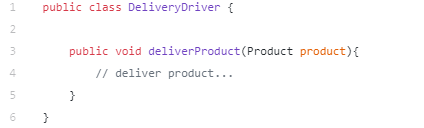 1 public class DeliveryDriver {
2
3     public void deliverProduct(Product product){
4         // deliver product...
5     }
6 }